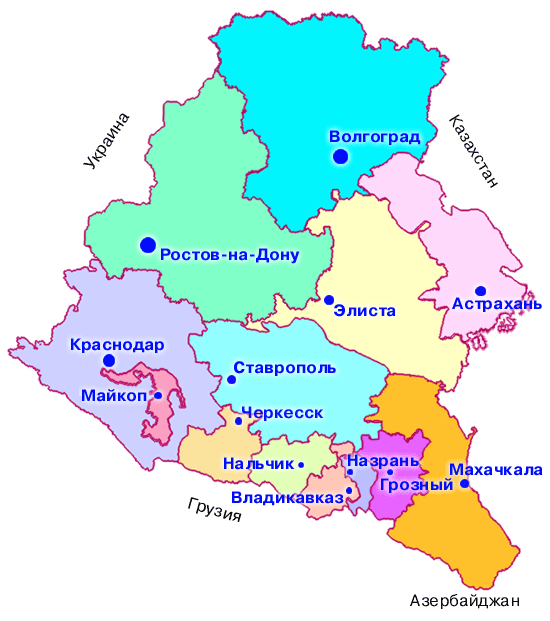 Украина
Казахстан
Волгоград
Ростов-на-Дону
Элиста
Астрахань
Краснодар
Ставрополь
Майкоп
Черкесск
Нальчик
Назрань
Махачкала
Грозный
Владикавказ
Грузия
Азербайджан